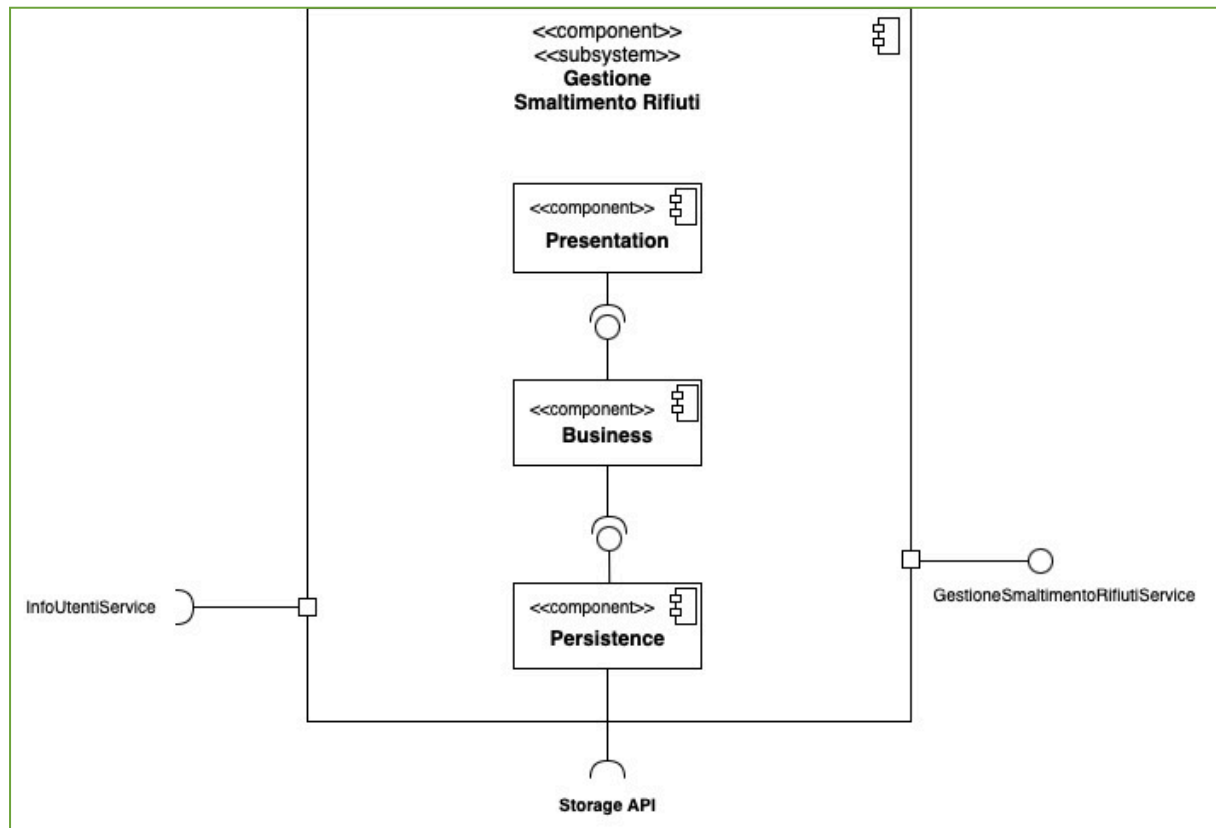 <<component>>
<<subsystem>>
Gestione
Smaltimento Rifiuti
<<component>>
Presentation
<<component>>
Business
<<component>>
Persistence
InfoUtentiService
GestioneSmaltimentoRifiutiService
Storage API